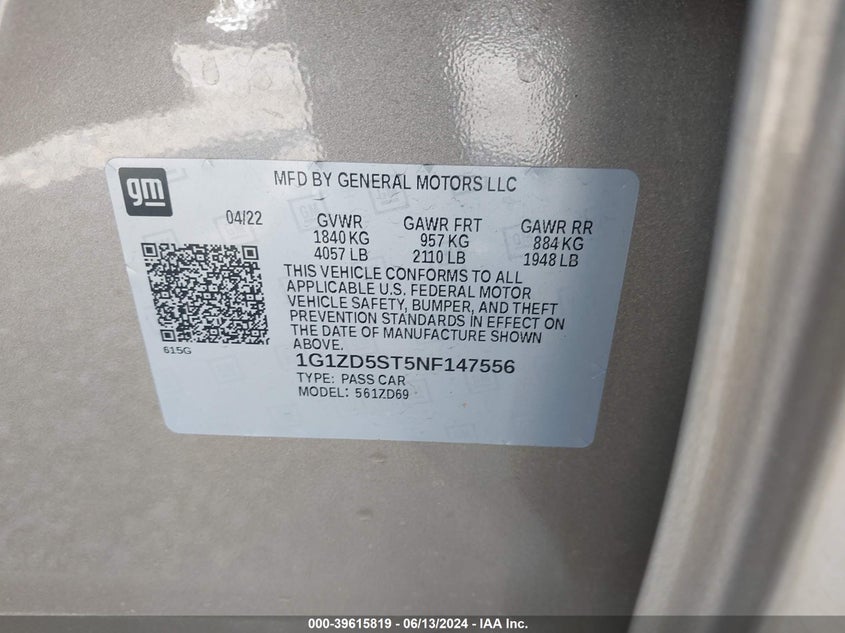 gm
MFD BY GENERAL MOTORS LLC
04/22
GVWR GAWR FRT GAWR RR
1840 KG 957 KG 884 KG
4057 LB 2110 LB 1948 LB
THIS VEHICLE CONFORMS TO ALL
APPLICABLE U.S. FEDERAL MOTOR
VEHICLE SAFETY, BUMPER, AND THEFT
PREVENTION STANDARDS IN EFFECT ON
THE DATE OF MANUFACTURE SHOWN
ABOVE.
615G
1G1ZD5ST5NF147556
TYPE: PASS CAR
MODEL: 561ZD69
000-39615819 - 06/13/2024 - IAA Inc.